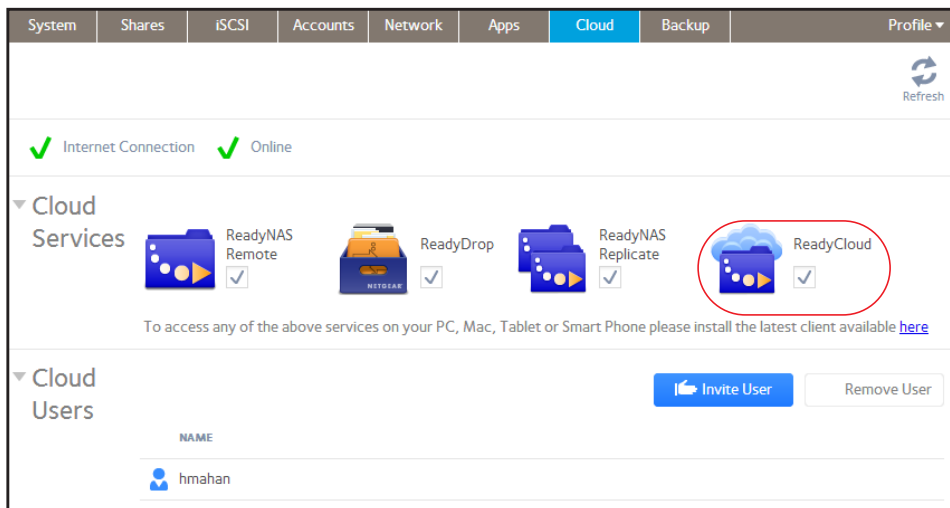 System Shares iSCSI Accounts Network Apps Cloud Backup Profile
Refresh
Internet Connection Online
Cloud Services
ReadyNAS Remote
ReadyDrop
NETGEAR
ReadyNAS Replicate
ReadyCloud
To access any of the above services on your PC, Mac, Tablet or Smart Phone please install the latest client available here
Cloud Users
Invite User Remove User
NAME
hmahan